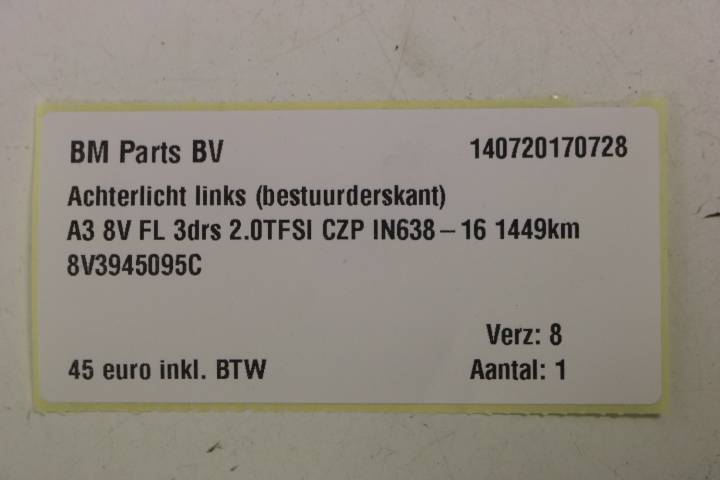 BM Parts BV 140720170728
Achterlicht links (bestuurderskant)
A3 8V FL 3drs 2.0TFSI CZP IN638-16 1449km
8V3945095C
Verz: 8
45 euro inkl. BTW Aantal: 1